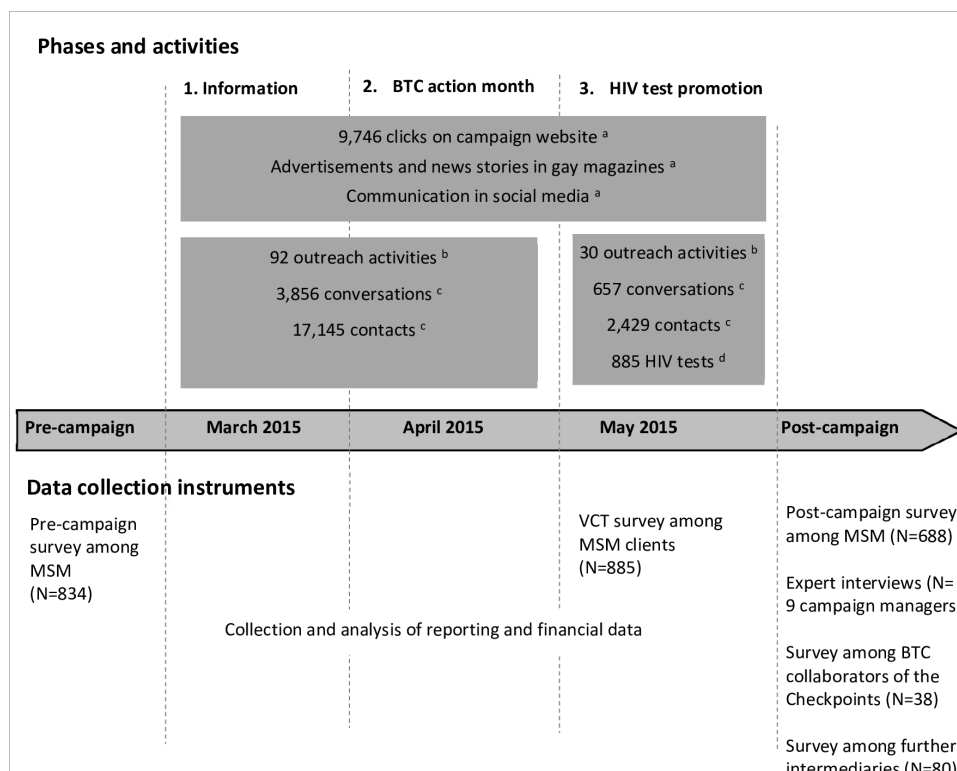 Phases and activities
1. Information
2. BTC action month
3. HIV test promotion
9,746 clicks on campaign website a
Advertisements and news stories in gay magazines a
Communication in social media a
92 outreach activities b
3,856 conversations c
17,145 contacts c
30 outreach activities b
657 conversations c
2,429 contacts c
885 HIV tests d
Pre-campaign
March 2015
April 2015
May 2015
Post-campaign
Data collection instruments
Pre-campaign
survey among
MSM
(N=834)
VCT survey among
MSM clients
(N=885)
Collection and analysis of reporting and financial data
Post-campaign survey
among MSM (N=688)
Expert interviews (N=
9 campaign managers
Survey among BTC
collaborators of the
Checkpoints (N=38)
Survey among further
intermediaries (N=80)